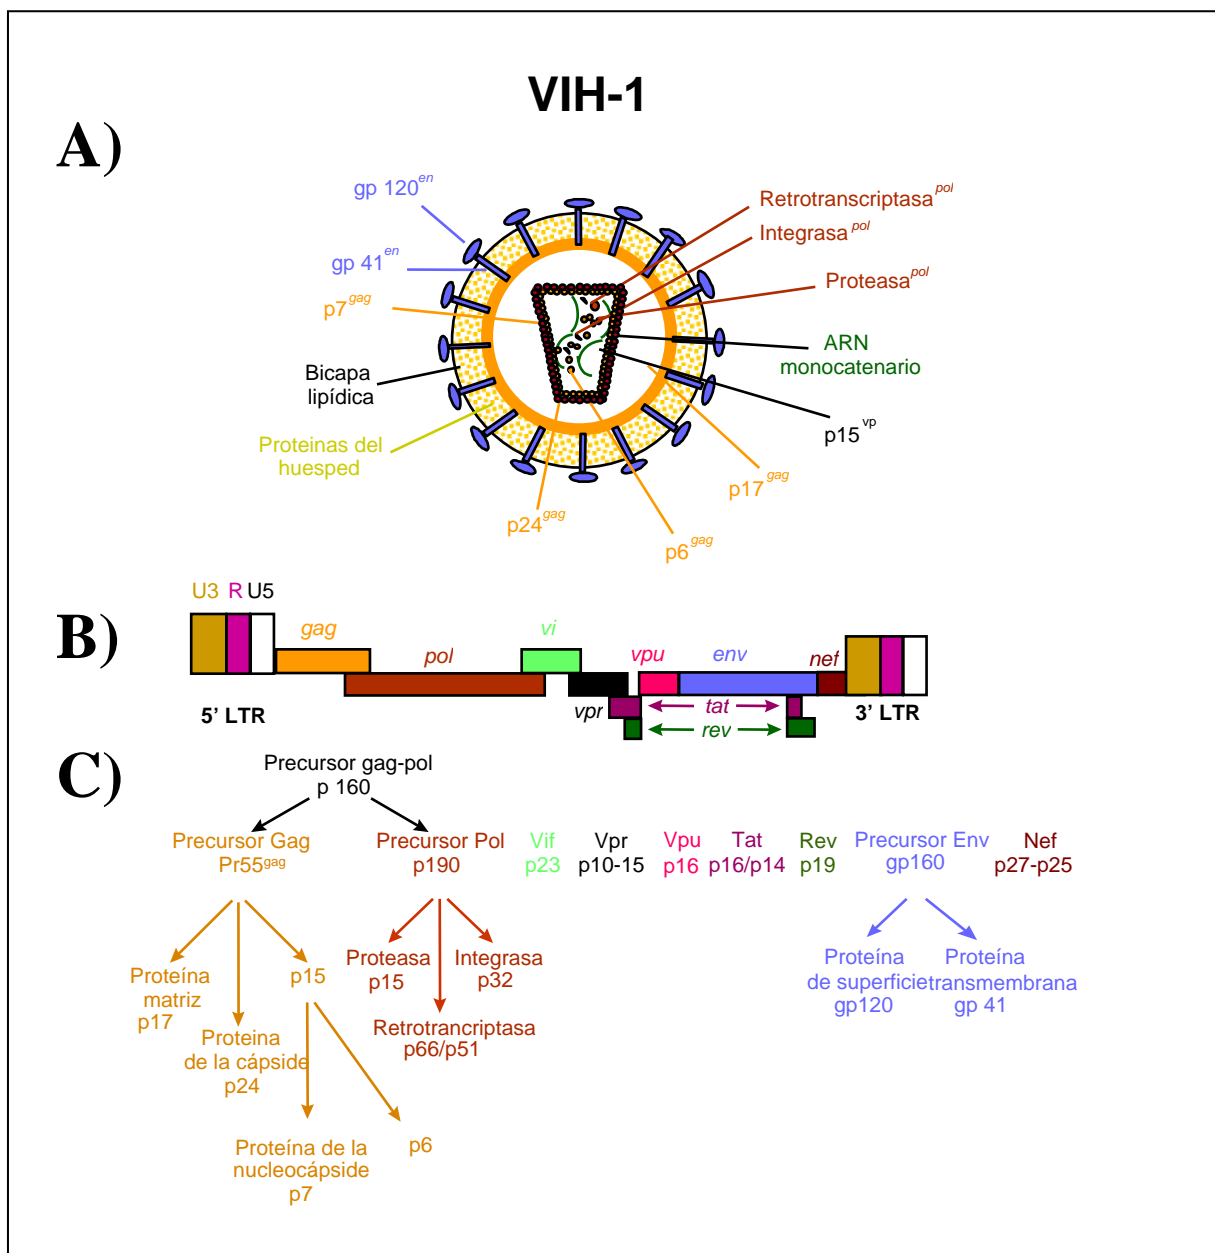 VIH-1
A)
gp 120en
gp 41en
p7gag
Bicapa
lipídica
Proteinas del
huesped
p24gag
p6gag
p17gag
p15vp
ARN
monocatenario
Proteasapol
Integrasapol
Retrotranscriptasapol
B)
U3 R U5
gag
pol
vi
vpr
vpu
env
nef
tat
rev
5’ LTR
3’ LTR
C)
Precursor gag-pol
p 160
Precursor Gag
Pr55gag
Precursor Pol
p190
Vif
p23
Vpr
p10-15
Vpu
p16
Tat
p16/p14
Rev
p19
Precursor Env
gp160
Nef
p27-p25
Proteína
matriz
p17
Proteina
de la cápside
p24
p15
Proteína de la
nucleocápside
p7
p6
Proteasa
p15
Integrasa
p32
Retrotrancriptasa
p66/p51
Proteína
de superficie
gp120
Proteína
transmembrana
gp 41